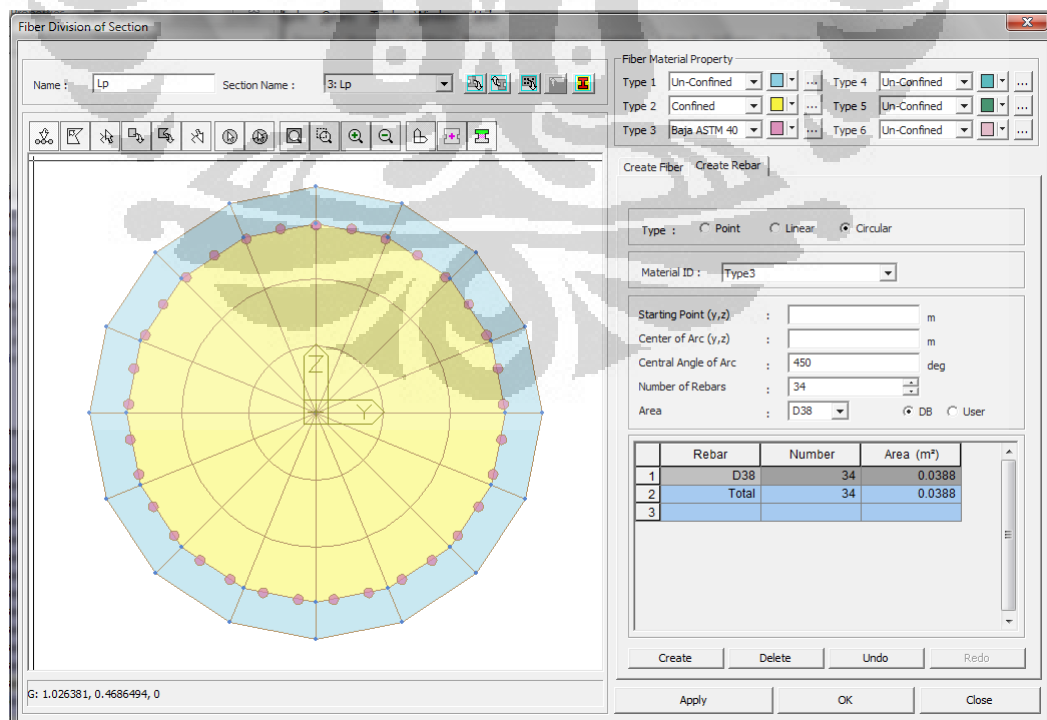 Fiber Division of Section
Name : Lp Section Name : 3: Lp
G: 1.026381, 0.4686494, 0
Z
Y
Fiber Material Property
Type 1 Un-Confined ... Type 4 Un-Confined ...
Type 2 Confined ... Type 5 Un-Confined ...
Type 3 Baja ASTM 40 ... Type 6 Un-Confined ...
Create Fiber Create Rebar
Type : Point Linear Circular
Material ID : Type3
Starting Point (y,z) : m
Center of Arc (y,z) : m
Central Angle of Arc : 450 deg
Number of Rebars : 34
Area : D38 DB User
Rebar Number Area (m²)
1 D38 34 0.0388
2 Total 34 0.0388
3
Create Delete Undo Redo
Apply OK Close